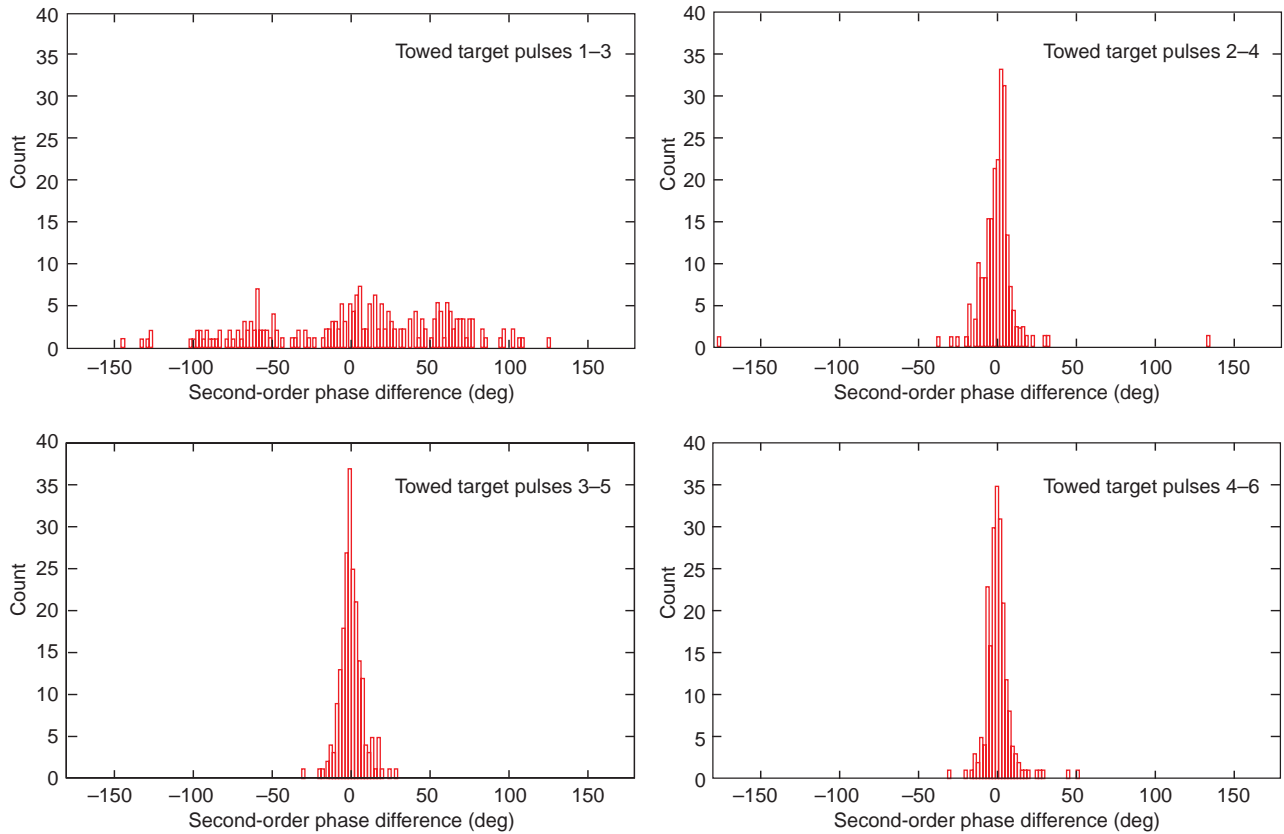 40
35
30
25
20
15
10
5
0
Count
Towed target pulses 1–3
−150 −100 −50 0 50 100 150
Second-order phase difference (deg)
40
35
30
25
20
15
10
5
0
Count
Towed target pulses 2–4
−150 −100 −50 0 50 100 150
Second-order phase difference (deg)
40
35
30
25
20
15
10
5
0
Count
Towed target pulses 3–5
−150 −100 −50 0 50 100 150
Second-order phase difference (deg)
40
35
30
25
20
15
10
5
0
Count
Towed target pulses 4–6
−150 −100 −50 0 50 100 150
Second-order phase difference (deg)